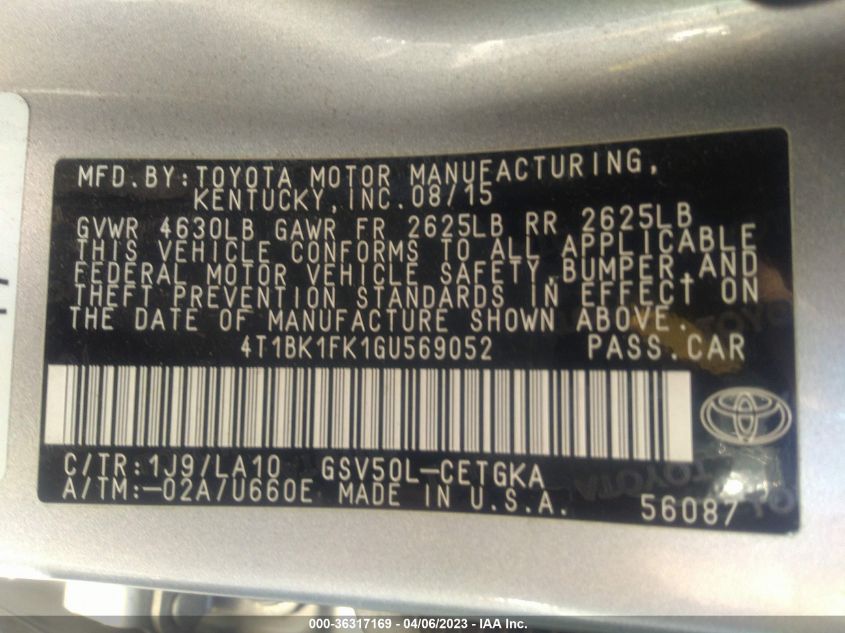 MFD.BY:TOYOTA MOTOR MANUFACTURING,
KENTUCKY,INC.08/15
GVWR 4630LB GAWR FR 2625LB RR 2625LB
THIS VEHICLE CONFORMS TO ALL APPLICABLE
FEDERAL MOTOR VEHICLE SAFETY,BUMPER,AND
THEFT PREVENTION STANDARDS IN EFFECT ON
THE DATE OF MANUFACTURE SHOWN ABOVE.
4T1BK1FK1GU569052 PASS.CAR
C/TR:1J9/LA10 GSV50L-CETGKA
A/TM:-02A/U660E MADE IN U.S.A. 56087
000-36317169 - 04/06/2023 - IAA Inc.